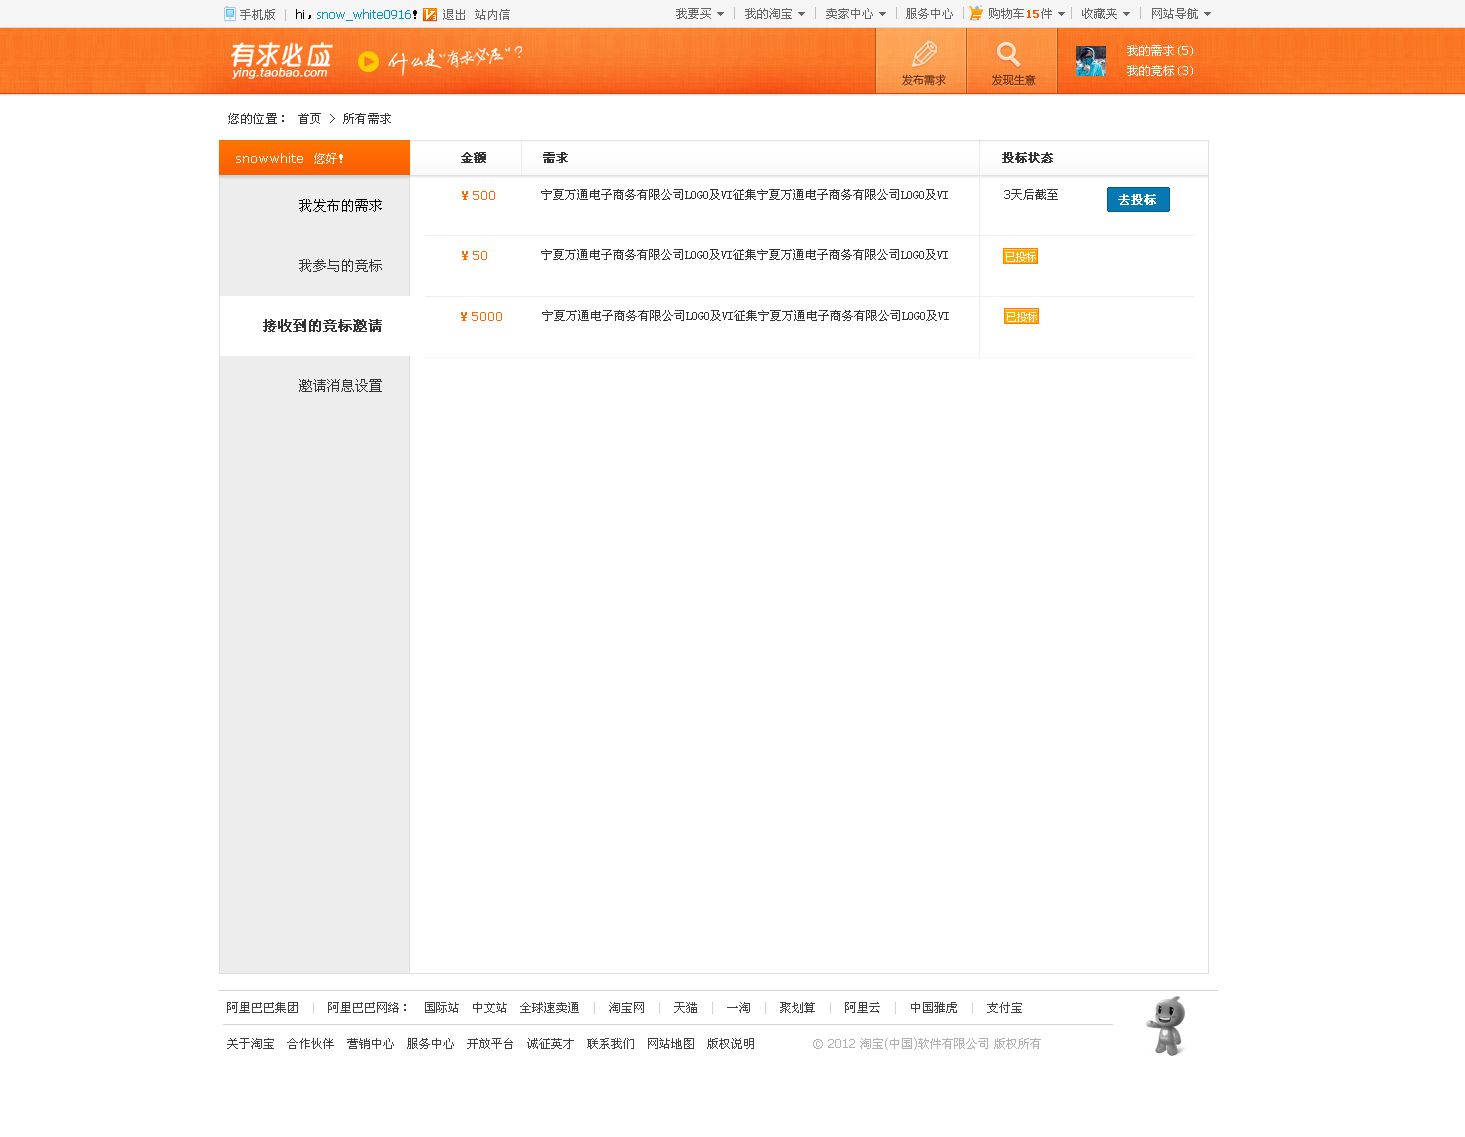 手机版 | hi，snow_white0916！ 退出 站内信 我要买 | 我的淘宝 | 卖家中心 | 服务中心 | 购物车15件 | 收藏夹 | 网站导航
有求必应 什么是“有求必应”？
ying.taobao.com
发布需求 发现生意
我的需求(5)
我的竞标(3)
您的位置： 首页 > 所有需求
snowwhite 您好！ 金额 需求 投标状态
我发布的需求
我参与的竞标
接收到的竞标邀请
邀请消息设置
¥ 500 宁夏万通电子商务有限公司LOGO及VI征集宁夏万通电子商务有限公司LOGO及VI 3天后截至 去投标
¥ 50 宁夏万通电子商务有限公司LOGO及VI征集宁夏万通电子商务有限公司LOGO及VI 已投标
¥ 5000 宁夏万通电子商务有限公司LOGO及VI征集宁夏万通电子商务有限公司LOGO及VI 已投标
阿里巴巴集团 | 阿里巴巴网络： 国际站 中文站 全球速卖通 | 淘宝网 | 天猫 | 一淘 | 聚划算 | 阿里云 | 中国雅虎 | 支付宝
关于淘宝 合作伙伴 营销中心 服务中心 开放平台 诚征英才 联系我们 网站地图 版权说明 © 2012 淘宝(中国)软件有限公司 版权所有